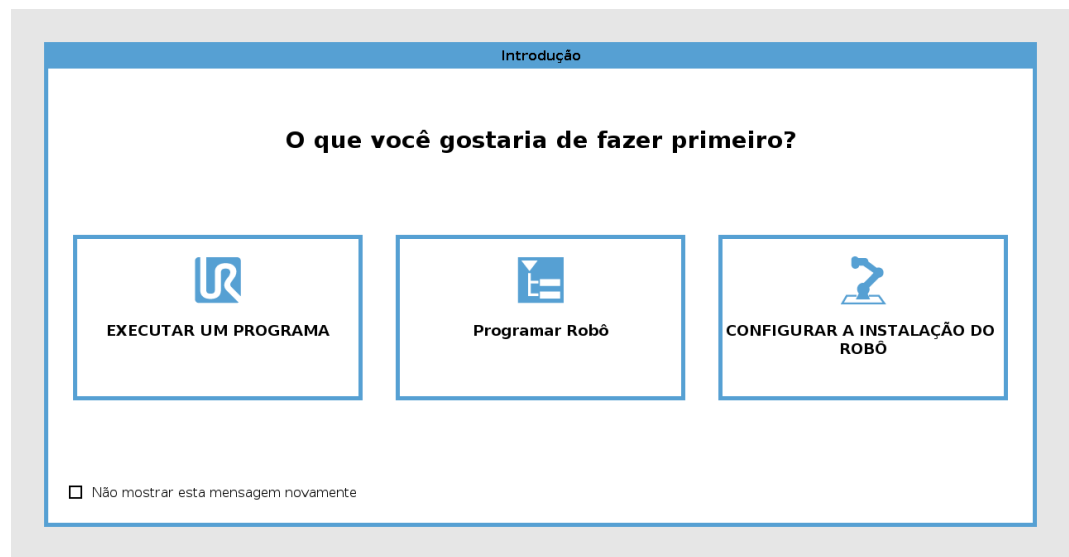 Introdução
O que você gostaria de fazer primeiro?
UR
EXECUTAR UM PROGRAMA
Programar Robô
CONFIGURAR A INSTALAÇÃO DO
ROBÔ
Não mostrar esta mensagem novamente